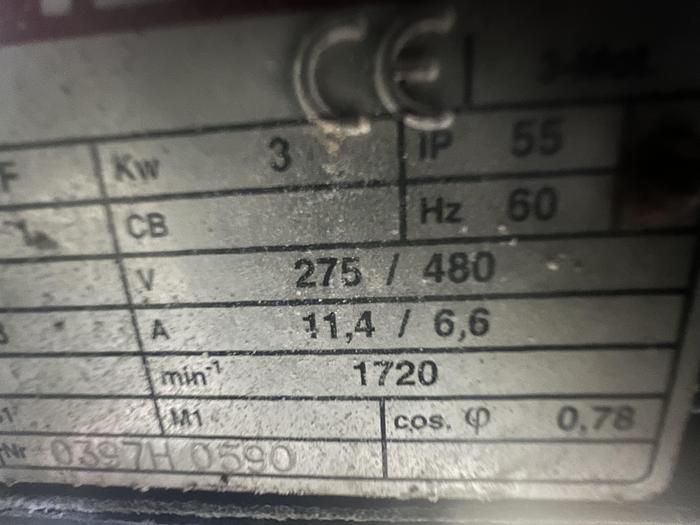 CE
F Kw 3 IP 55
CB Hz 60
V 275 / 480
A 11,4 / 6,6
min-1 1720
M1 cos. φ 0,78
Nr 0397H 0590